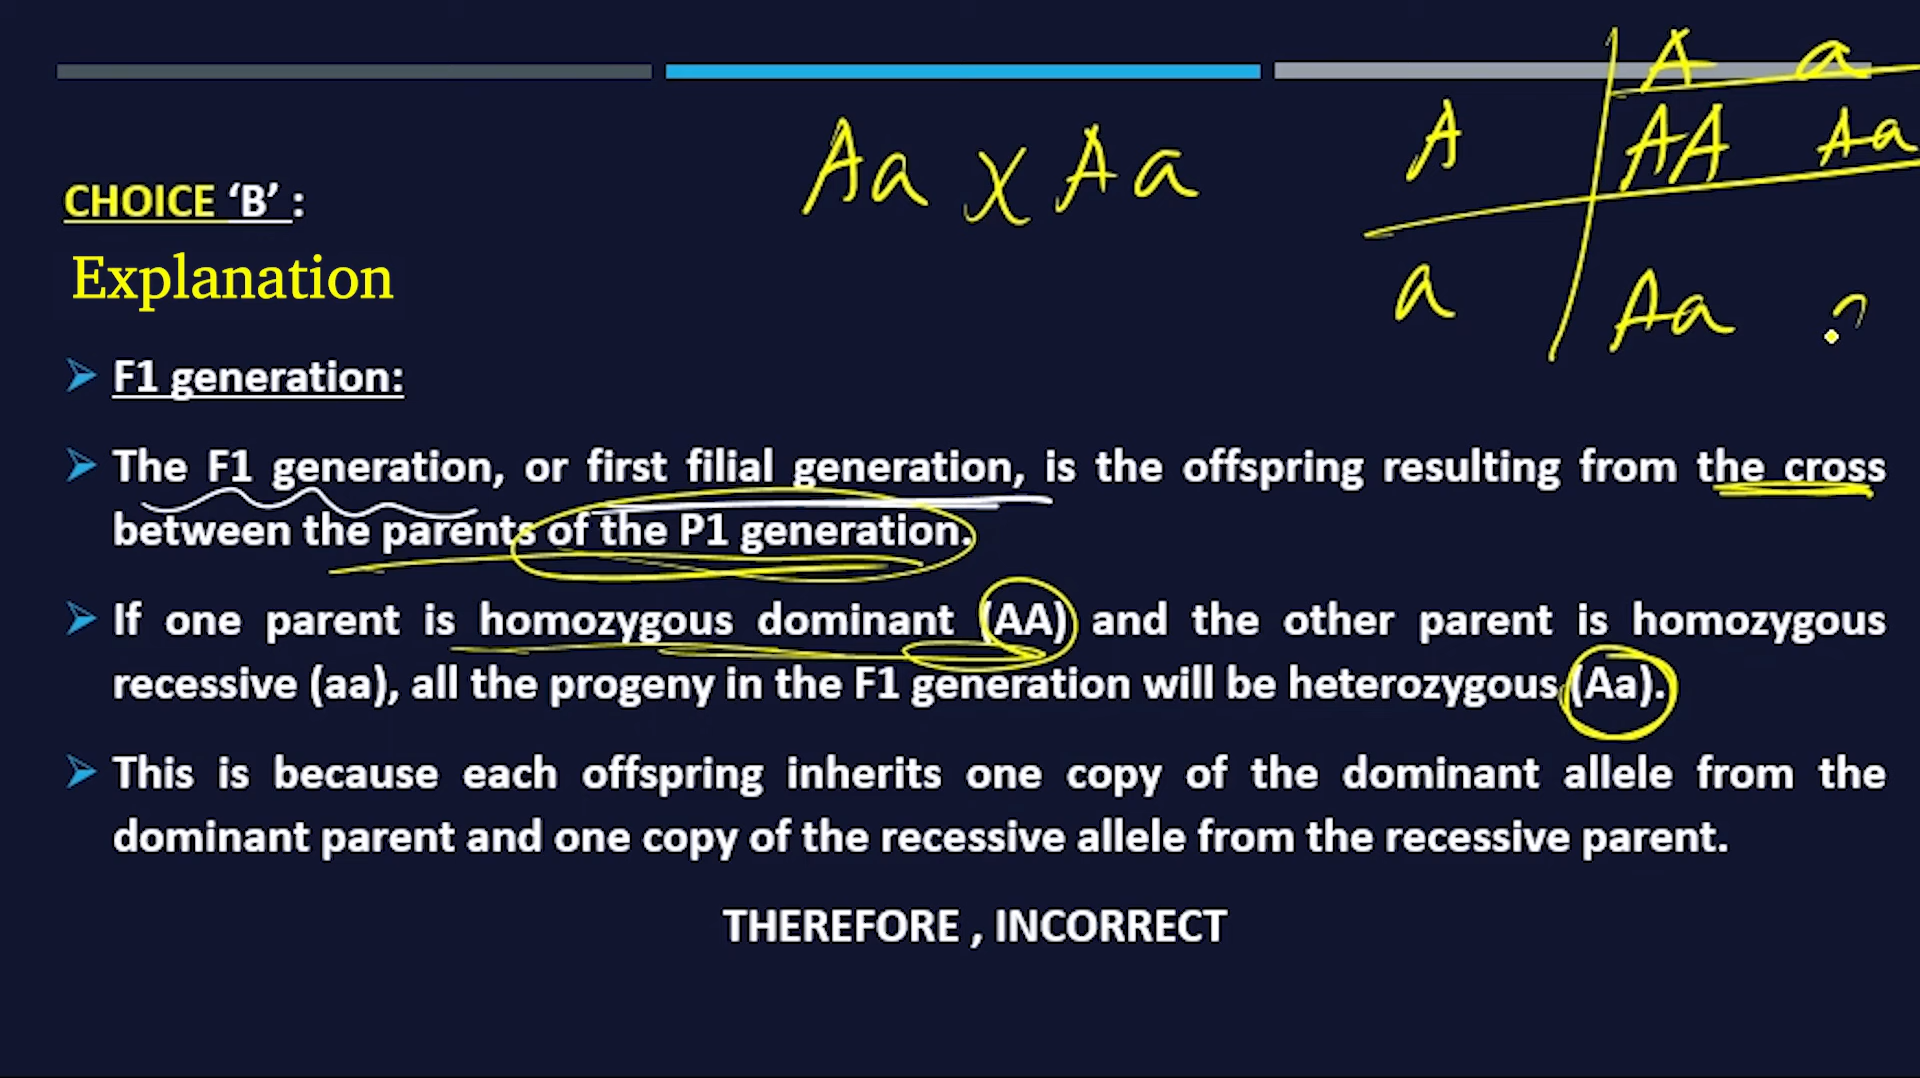 A a
Aa X Aa A AA Aa
CHOICE ‘B’ :
Explanation
a Aa
F1 generation:
The F1 generation, or first filial generation, is the offspring resulting from the cross
between the parents of the P1 generation.
If one parent is homozygous dominant (AA) and the other parent is homozygous
recessive (aa), all the progeny in the F1 generation will be heterozygous (Aa).
This is because each offspring inherits one copy of the dominant allele from the
dominant parent and one copy of the recessive allele from the recessive parent.
THEREFORE , INCORRECT